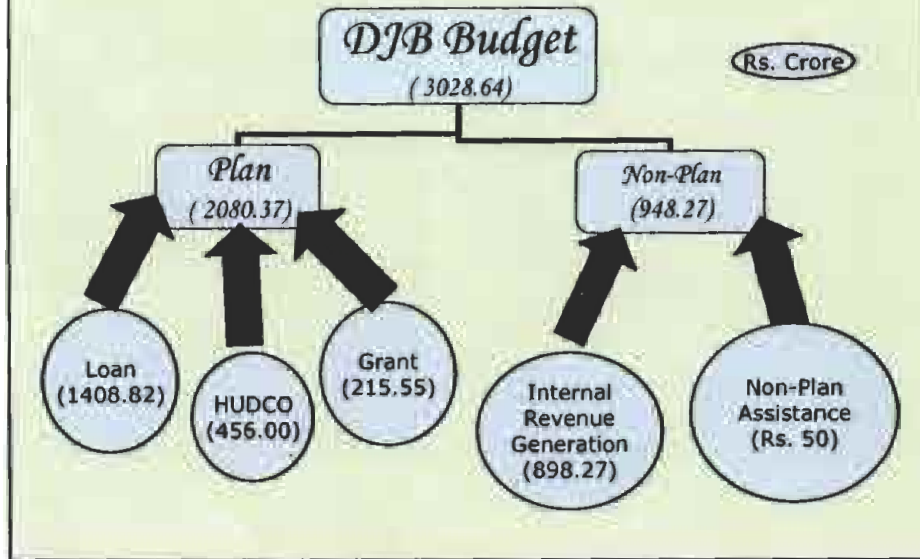 DJB Budget
( 3028.64)
Rs. Crore
Plan
( 2080.37)
Non-Plan
(948.27)
Loan
(1408.82)
HUDCO
(456.00)
Grant
(215.55)
Internal
Revenue
Generation
(898.27)
Non-Plan
Assistance
(Rs. 50)